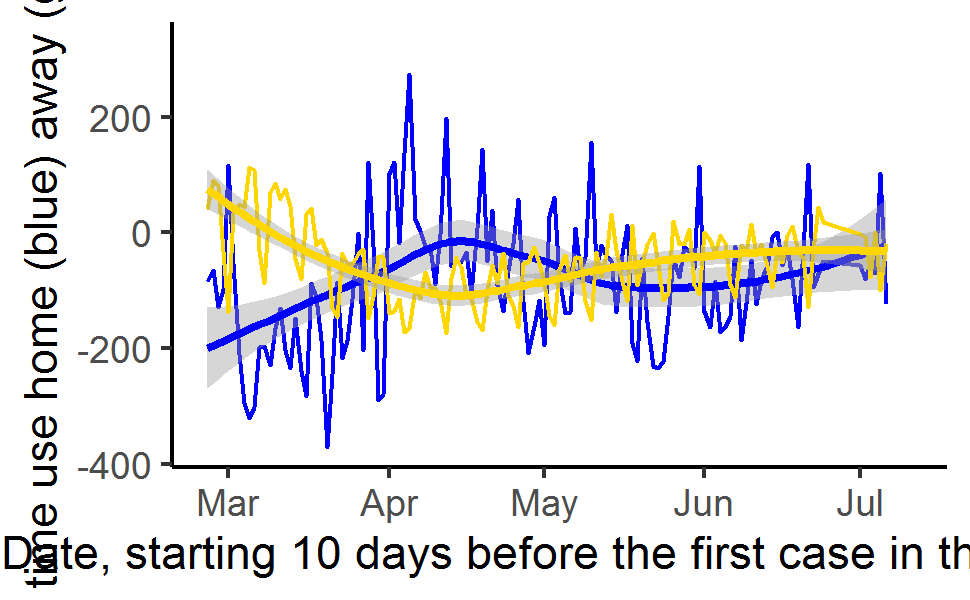 time use home (blue) away (
200
0
-200
-400
Mar Apr May Jun Jul
Date, starting 10 days before the first case in th